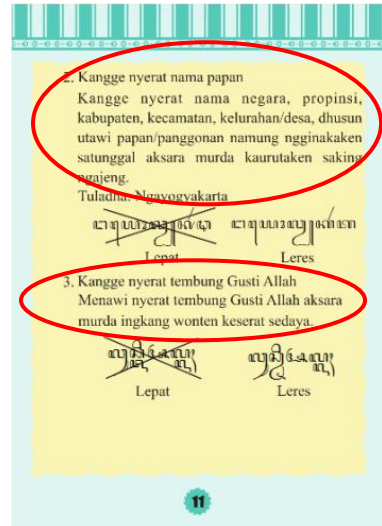 2. Kangge nyerat nama papan
Kangge nyerat nama negara, propinsi,
kabupaten, kecamatan, kelurahan/desa, dhusun
utawi papan/panggonan namung ngginakaken
satunggal aksara murda kaurutaken saking
ngajeng.
Tuladha: Ngayogyakarta
Lepat Leres
3. Kangge nyerat tembung Gusti Allah
Menawi nyerat tembung Gusti Allah aksara
murda ingkang wonten keserat sedaya.
Lepat Leres
11